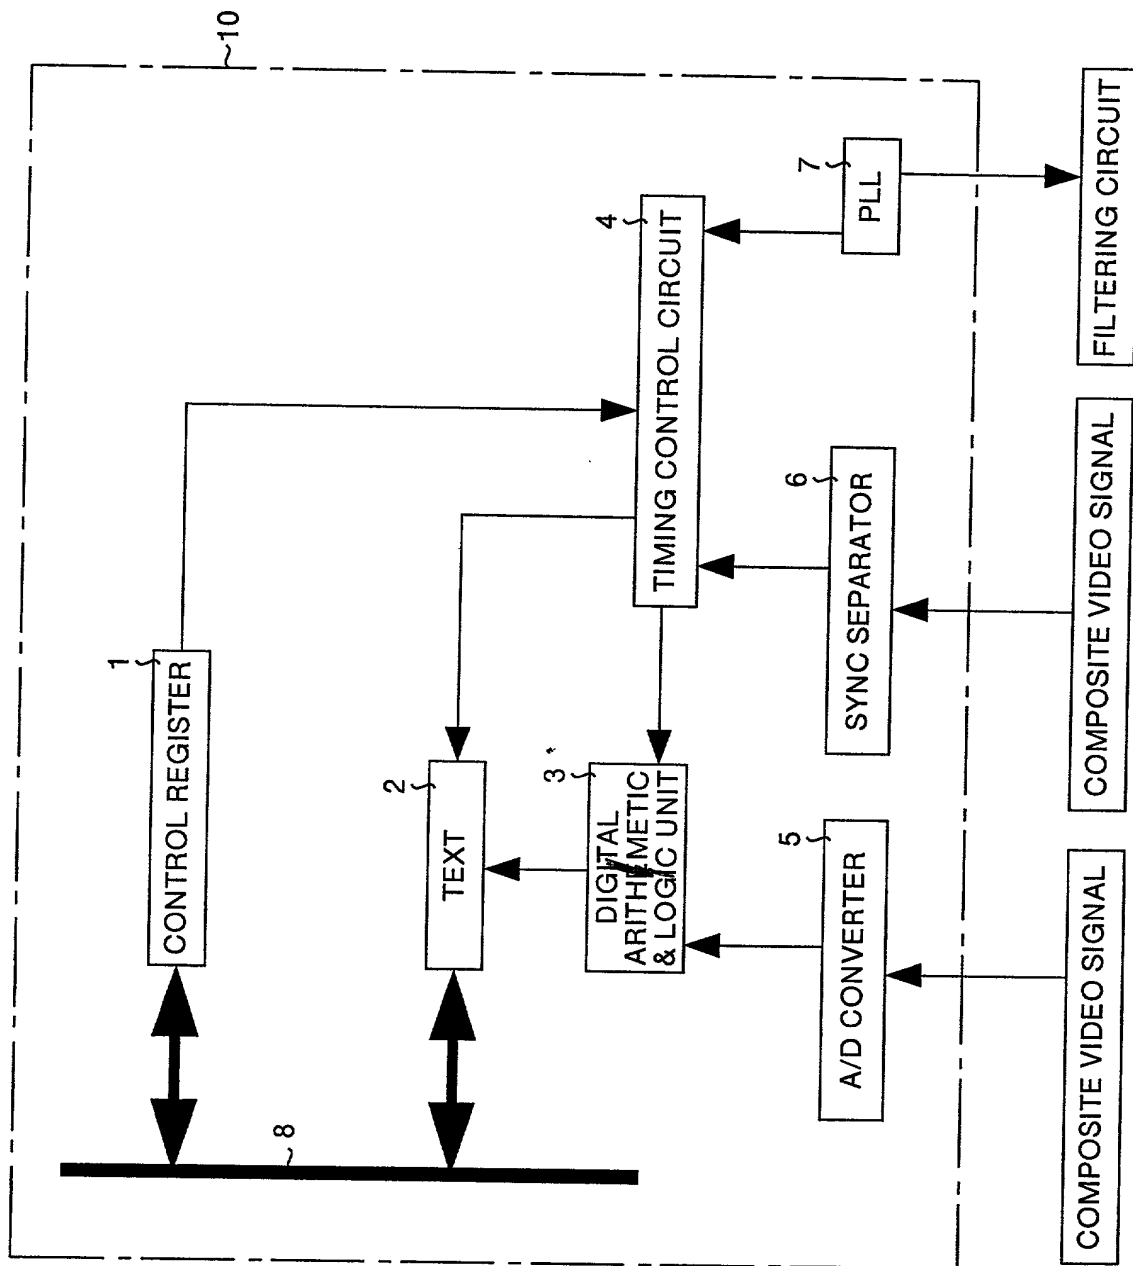 10
1
CONTROL REGISTER
8
2
TEXT
3
DIGITAL
ARITHEMETIC
& LOGIC UNIT
4
TIMING CONTROL CIRCUIT
5
A/D CONVERTER
6
SYNC SEPARATOR
7
PLL
COMPOSITE VIDEO SIGNAL
COMPOSITE VIDEO SIGNAL
FILTERING CIRCUIT